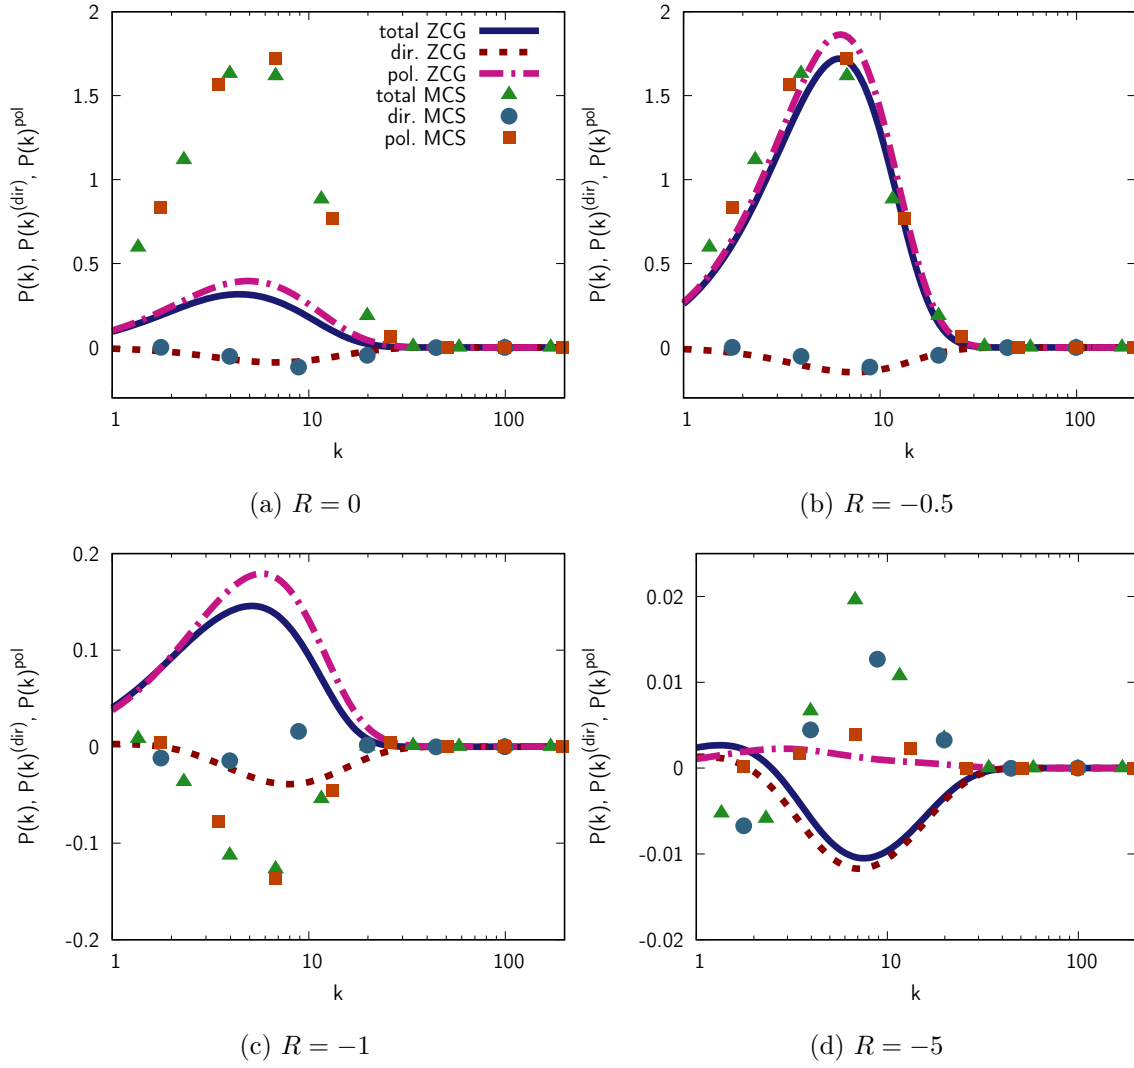 2
1.5
1
0.5
0
P(k), P(k)^(dir), P(k)^pol
total ZCG
dir. ZCG
pol. ZCG
total MCS
dir. MCS
pol. MCS
1 10 100
k
(a) R = 0
2
1.5
1
0.5
0
P(k), P(k)^(dir), P(k)^pol
1 10 100
k
(b) R = −0.5
0.2
0.1
0
-0.1
-0.2
P(k), P(k)^(dir), P(k)^pol
1 10 100
k
(c) R = −1
0.02
0.01
0
-0.01
-0.02
P(k), P(k)^(dir), P(k)^pol
1 10 100
k
(d) R = −5